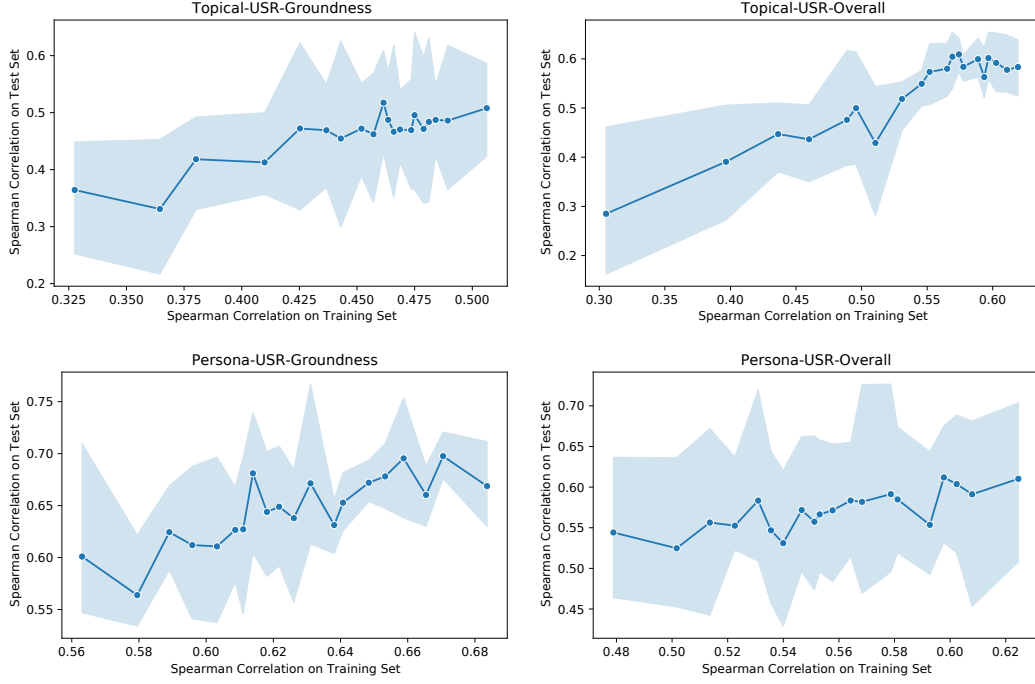 Topical-USR-Groundness
Spearman Correlation on Test Set
0.6
0.5
0.4
0.3
0.2
0.325 0.350 0.375 0.400 0.425 0.450 0.475 0.500
Spearman Correlation on Training Set
Topical-USR-Overall
Spearman Correlation on Test Set
0.6
0.5
0.4
0.3
0.2
0.30 0.35 0.40 0.45 0.50 0.55 0.60
Spearman Correlation on Training Set
Persona-USR-Groundness
Spearman Correlation on Test Set
0.75
0.70
0.65
0.60
0.55
0.56 0.58 0.60 0.62 0.64 0.66 0.68
Spearman Correlation on Training Set
Persona-USR-Overall
Spearman Correlation on Test Set
0.70
0.65
0.60
0.55
0.50
0.45
0.48 0.50 0.52 0.54 0.56 0.58 0.60 0.62
Spearman Correlation on Training Set